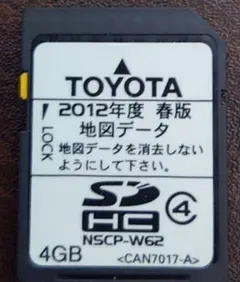 TOYOTA
2012年度 春版
地図データ
地図データを消去しない
ようにして下さい。
LOCK
SD
HC
4
NSCP-W62
4GB
<CAN7017-A>